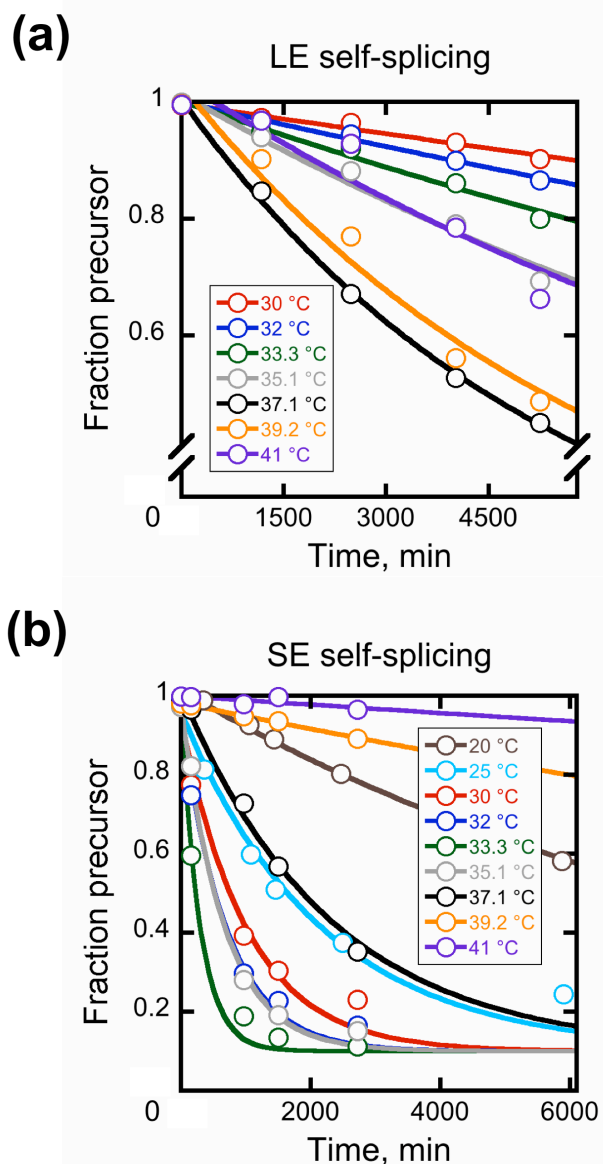 (a)
LE self-splicing
1
0.8
0.6
0
Fraction precursor
30 °C
32 °C
33.3 °C
35.1 °C
37.1 °C
39.2 °C
41 °C
1500
3000
4500
Time, min
(b)
SE self-splicing
1
0.8
0.6
0.4
0.2
0
Fraction precursor
20 °C
25 °C
30 °C
32 °C
33.3 °C
35.1 °C
37.1 °C
39.2 °C
41 °C
2000
4000
6000
Time, min